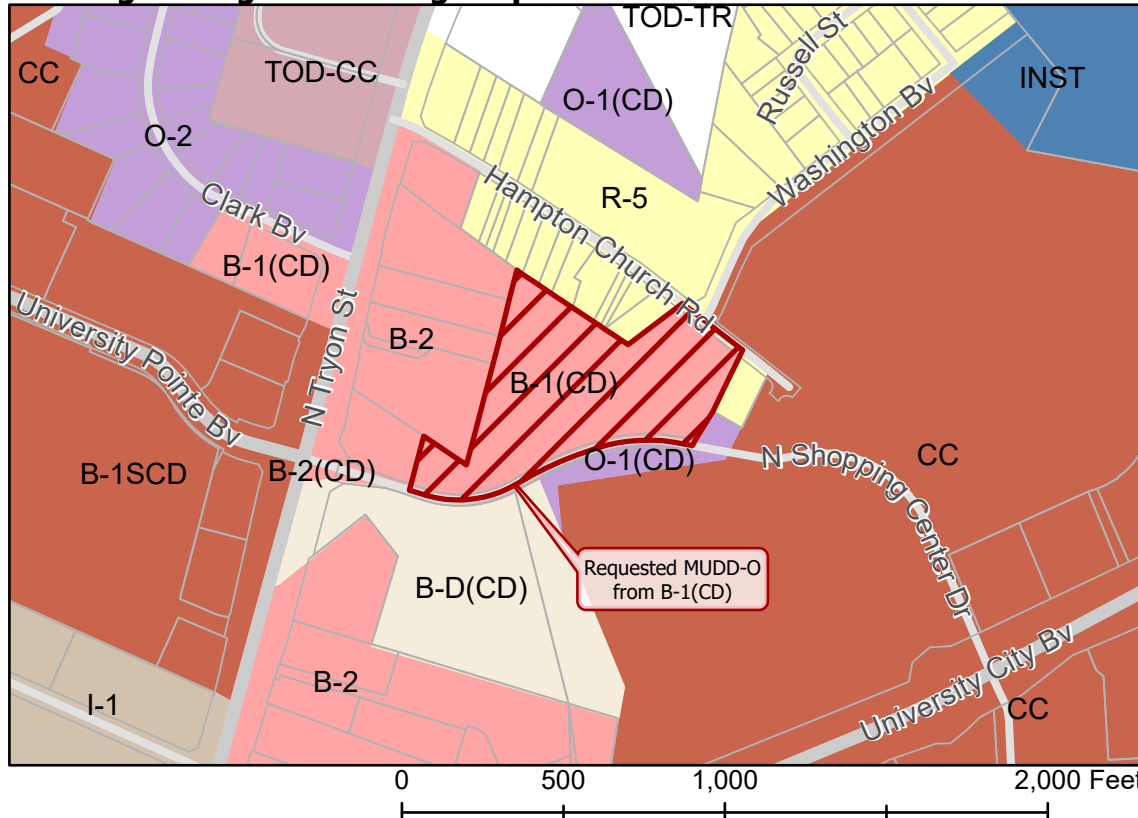 TOD-TR
CC
TOD-CC
O-1(CD)
Russell St
INST
O-2
Washington Bv
Clark Bv
Hampton Church Rd
R-5
B-1(CD)
University Pointe Bv
N Tryon St
B-2
B-1(CD)
B-1SCD
B-2(CD)
O-1(CD)
N Shopping Center Dr
CC
Requested MUDD-O
from B-1(CD)
B-D(CD)
B-2
I-1
University City Bv
CC
0 500 1,000 2,000 Feet